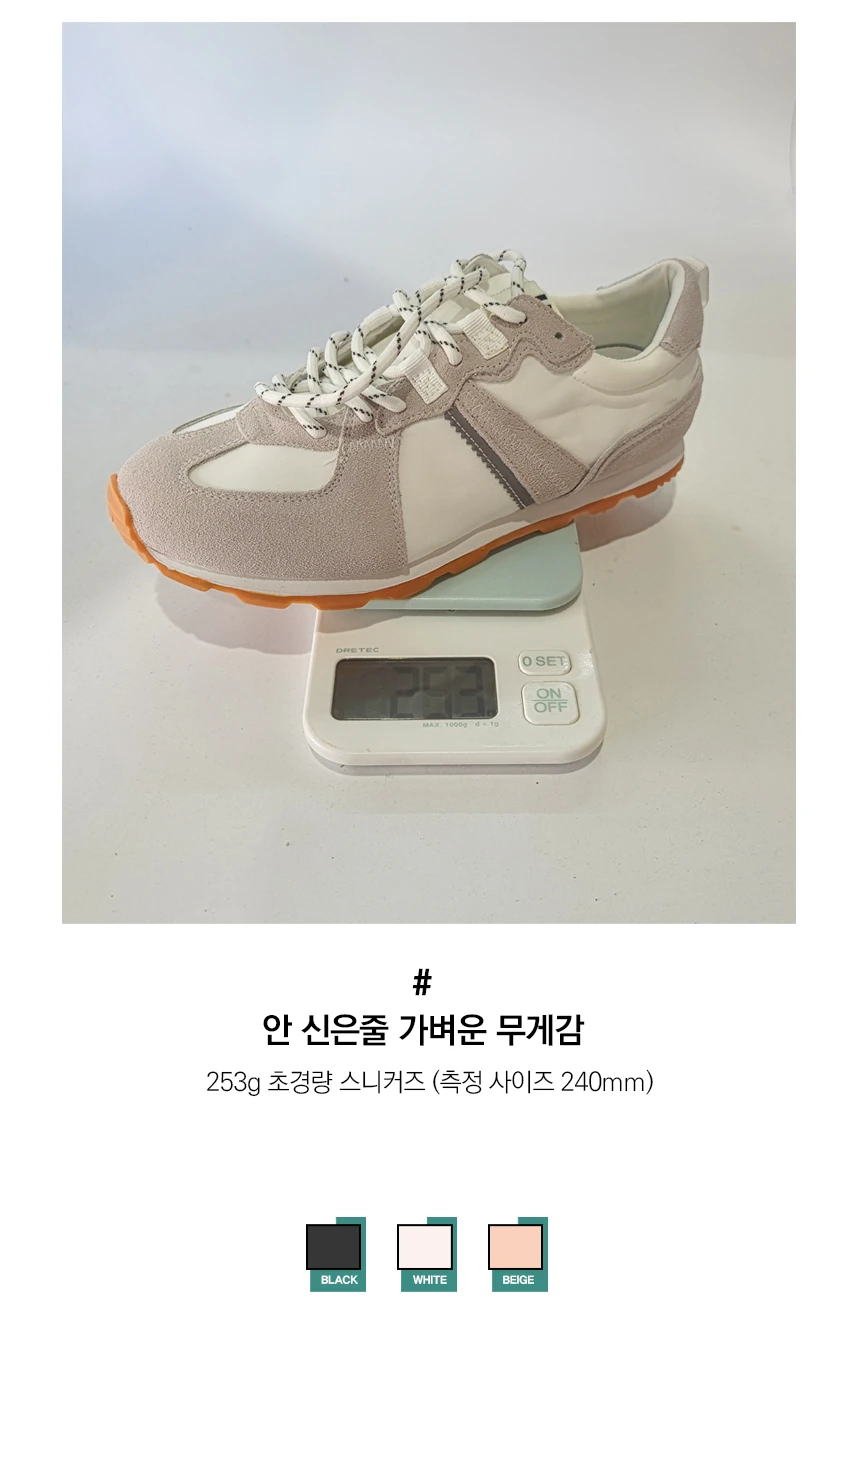 DRETEC
253
MAX. 1000g d = 1g
0 SET
ON
OFF
#
안 신은줄 가벼운 무게감
253g 초경량 스니커즈 (측정 사이즈 240mm)
BLACK
WHITE
BEIGE